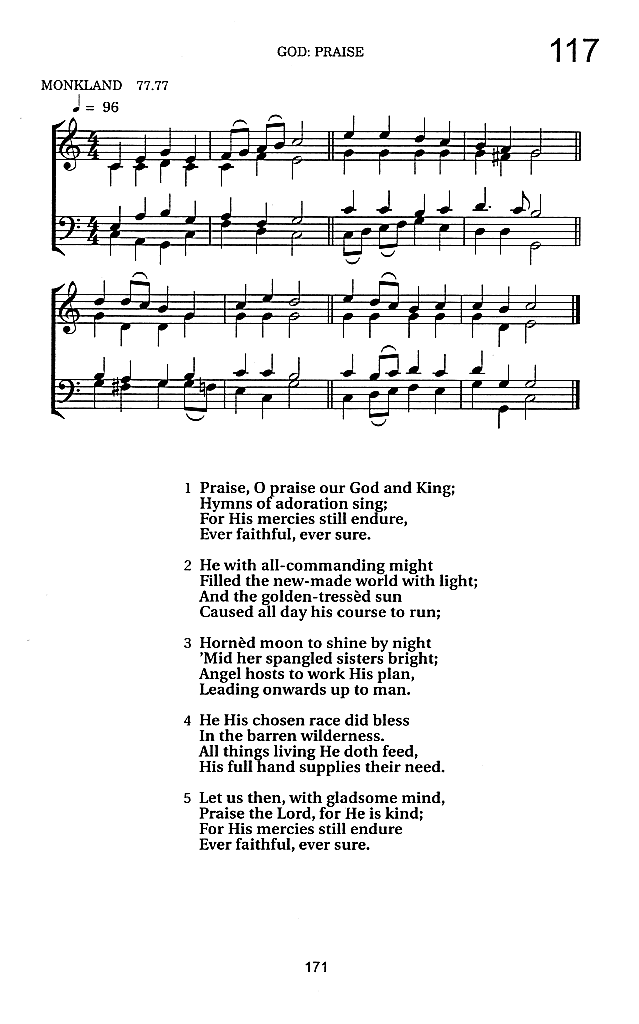 GOD: PRAISE
117
MONKLAND 77.77
♩ = 96
1 Praise, O praise our God and King;
Hymns of adoration sing;
For His mercies still endure,
Ever faithful, ever sure.
2 He with all-commanding might
Filled the new-made world with light;
And the golden-tressèd sun
Caused all day his course to run;
3 Hornèd moon to shine by night
’Mid her spangled sisters bright;
Angel hosts to work His plan,
Leading onwards up to man.
4 He His chosen race did bless
In the barren wilderness.
All things living He doth feed,
His full hand supplies their need.
5 Let us then, with gladsome mind,
Praise the Lord, for He is kind;
For His mercies still endure
Ever faithful, ever sure.
171